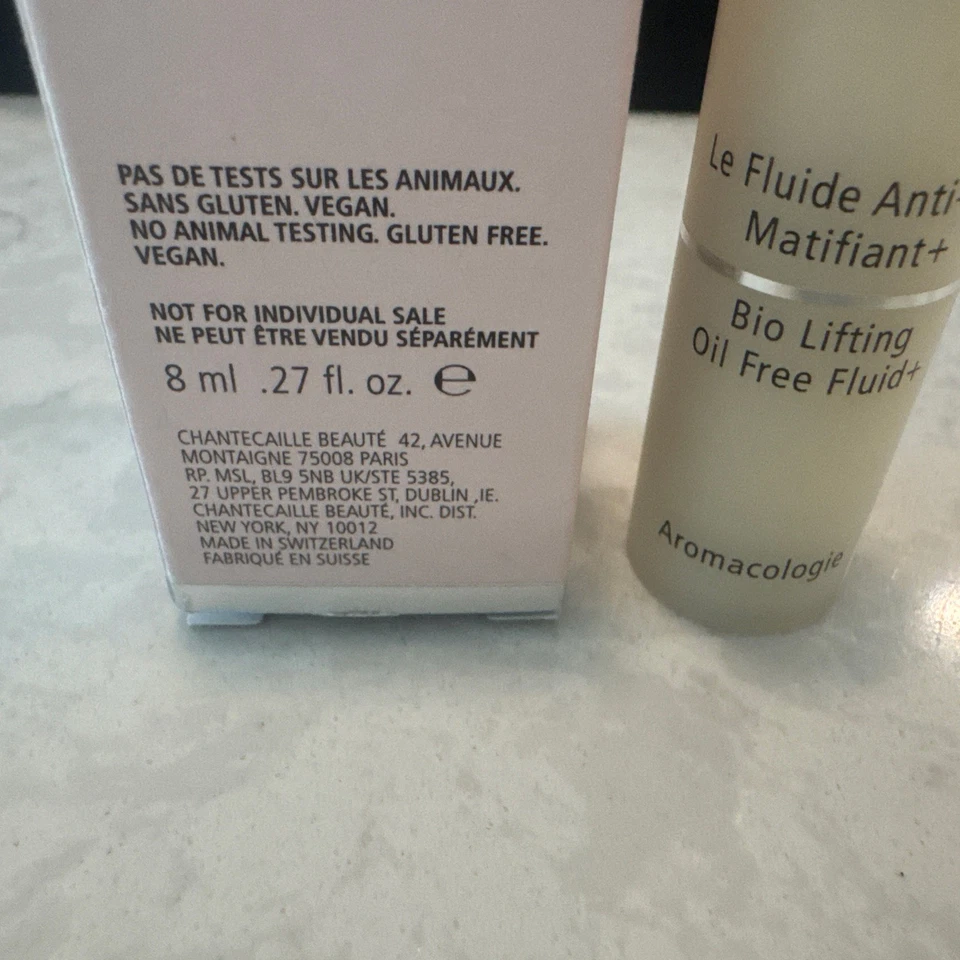 PAS DE TESTS SUR LES ANIMAUX.
SANS GLUTEN. VEGAN.
NO ANIMAL TESTING. GLUTEN FREE.
VEGAN.
NOT FOR INDIVIDUAL SALE
NE PEUT ÊTRE VENDU SÉPARÉMENT
8 ml .27 fl. oz. ℮
CHANTECAILLE BEAUTÉ 42, AVENUE
MONTAIGNE 75008 PARIS
RP. MSL, BL9 5NB UK/STE 5385,
27 UPPER PEMBROKE ST, DUBLIN ,IE.
CHANTECAILLE BEAUTÉ, INC. DIST.
NEW YORK, NY 10012
MADE IN SWITZERLAND
FABRIQUÉ EN SUISSE
Le Fluide Anti-
Matifiant+
Bio Lifting
Oil Free Fluid+
Aromacologie